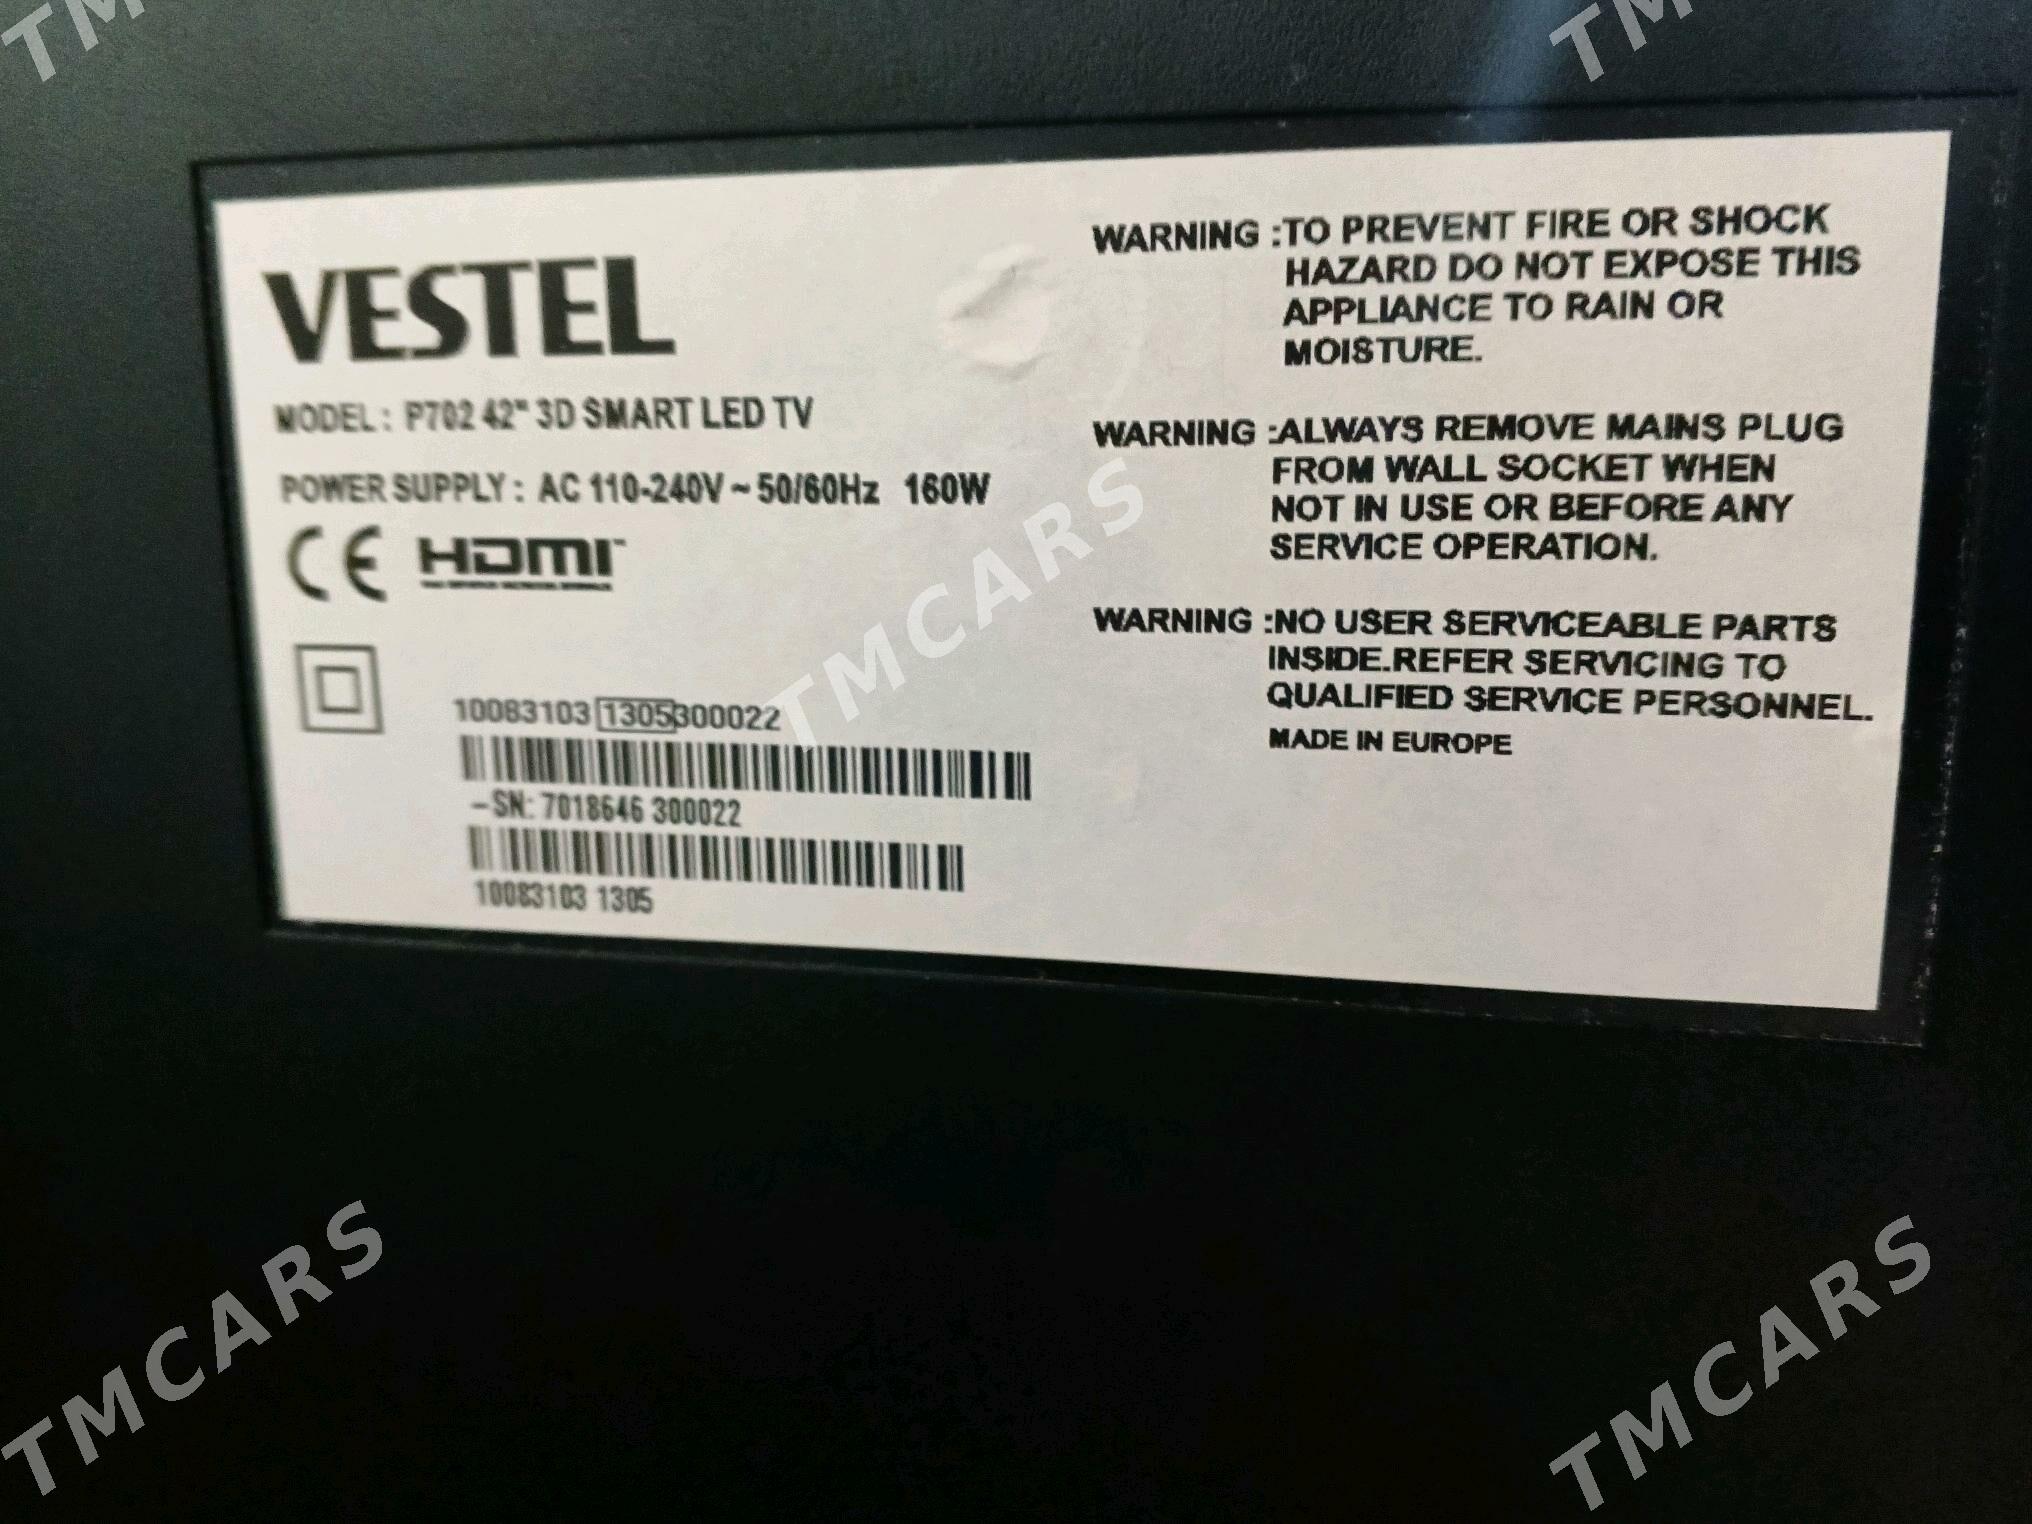 VESTEL
MODEL : P702 42" 3D SMART LED TV
POWER SUPPLY : AC 110-240V ~ 50/60Hz 160W
CE HDMI
10083103 1305 300022
-SN: 7018646 300022
10083103 1305
WARNING :TO PREVENT FIRE OR SHOCK
HAZARD DO NOT EXPOSE THIS
APPLIANCE TO RAIN OR
MOISTURE.
WARNING :ALWAYS REMOVE MAINS PLUG
FROM WALL SOCKET WHEN
NOT IN USE OR BEFORE ANY
SERVICE OPERATION.
WARNING :NO USER SERVICEABLE PARTS
INSIDE.REFER SERVICING TO
QUALIFIED SERVICE PERSONNEL.
MADE IN EUROPE
TMCARS
TMCARS
TMCARS